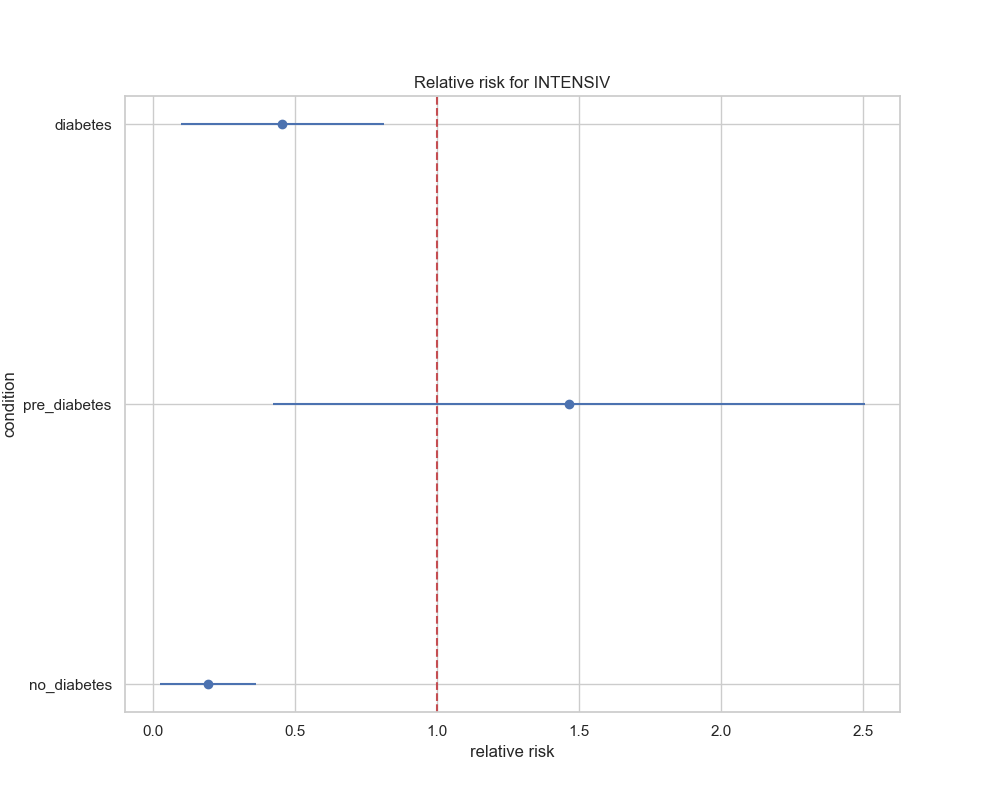 Relative risk for INTENSIV
diabetes
pre_diabetes
no_diabetes
condition
0.0 0.5 1.0 1.5 2.0 2.5
relative risk